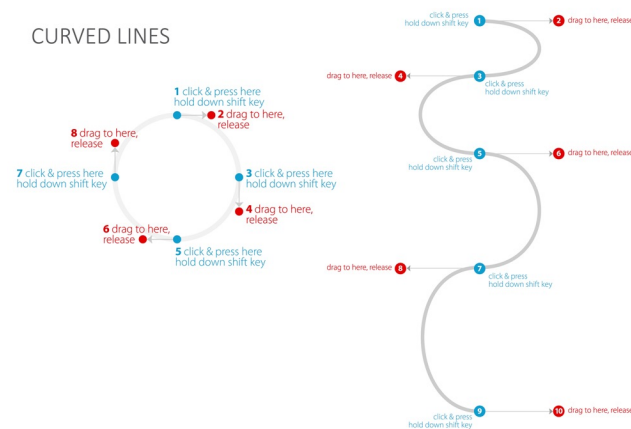 CURVED LINES
1 click & press here
hold down shift key
2 drag to here,
release
8 drag to here,
release
7 click & press here
hold down shift key
3 click & press here
hold down shift key
4 drag to here,
release
6 drag to here,
release
5 click & press here
hold down shift key
click & press
hold down shift key
1
2 drag to here, release
drag to here, release 4
3
click & press
hold down shift key
5
click & press
hold down shift key
6 drag to here, release
drag to here, release 8
7
click & press
hold down shift key
9
click & press
hold down shift key
10 drag to here, release